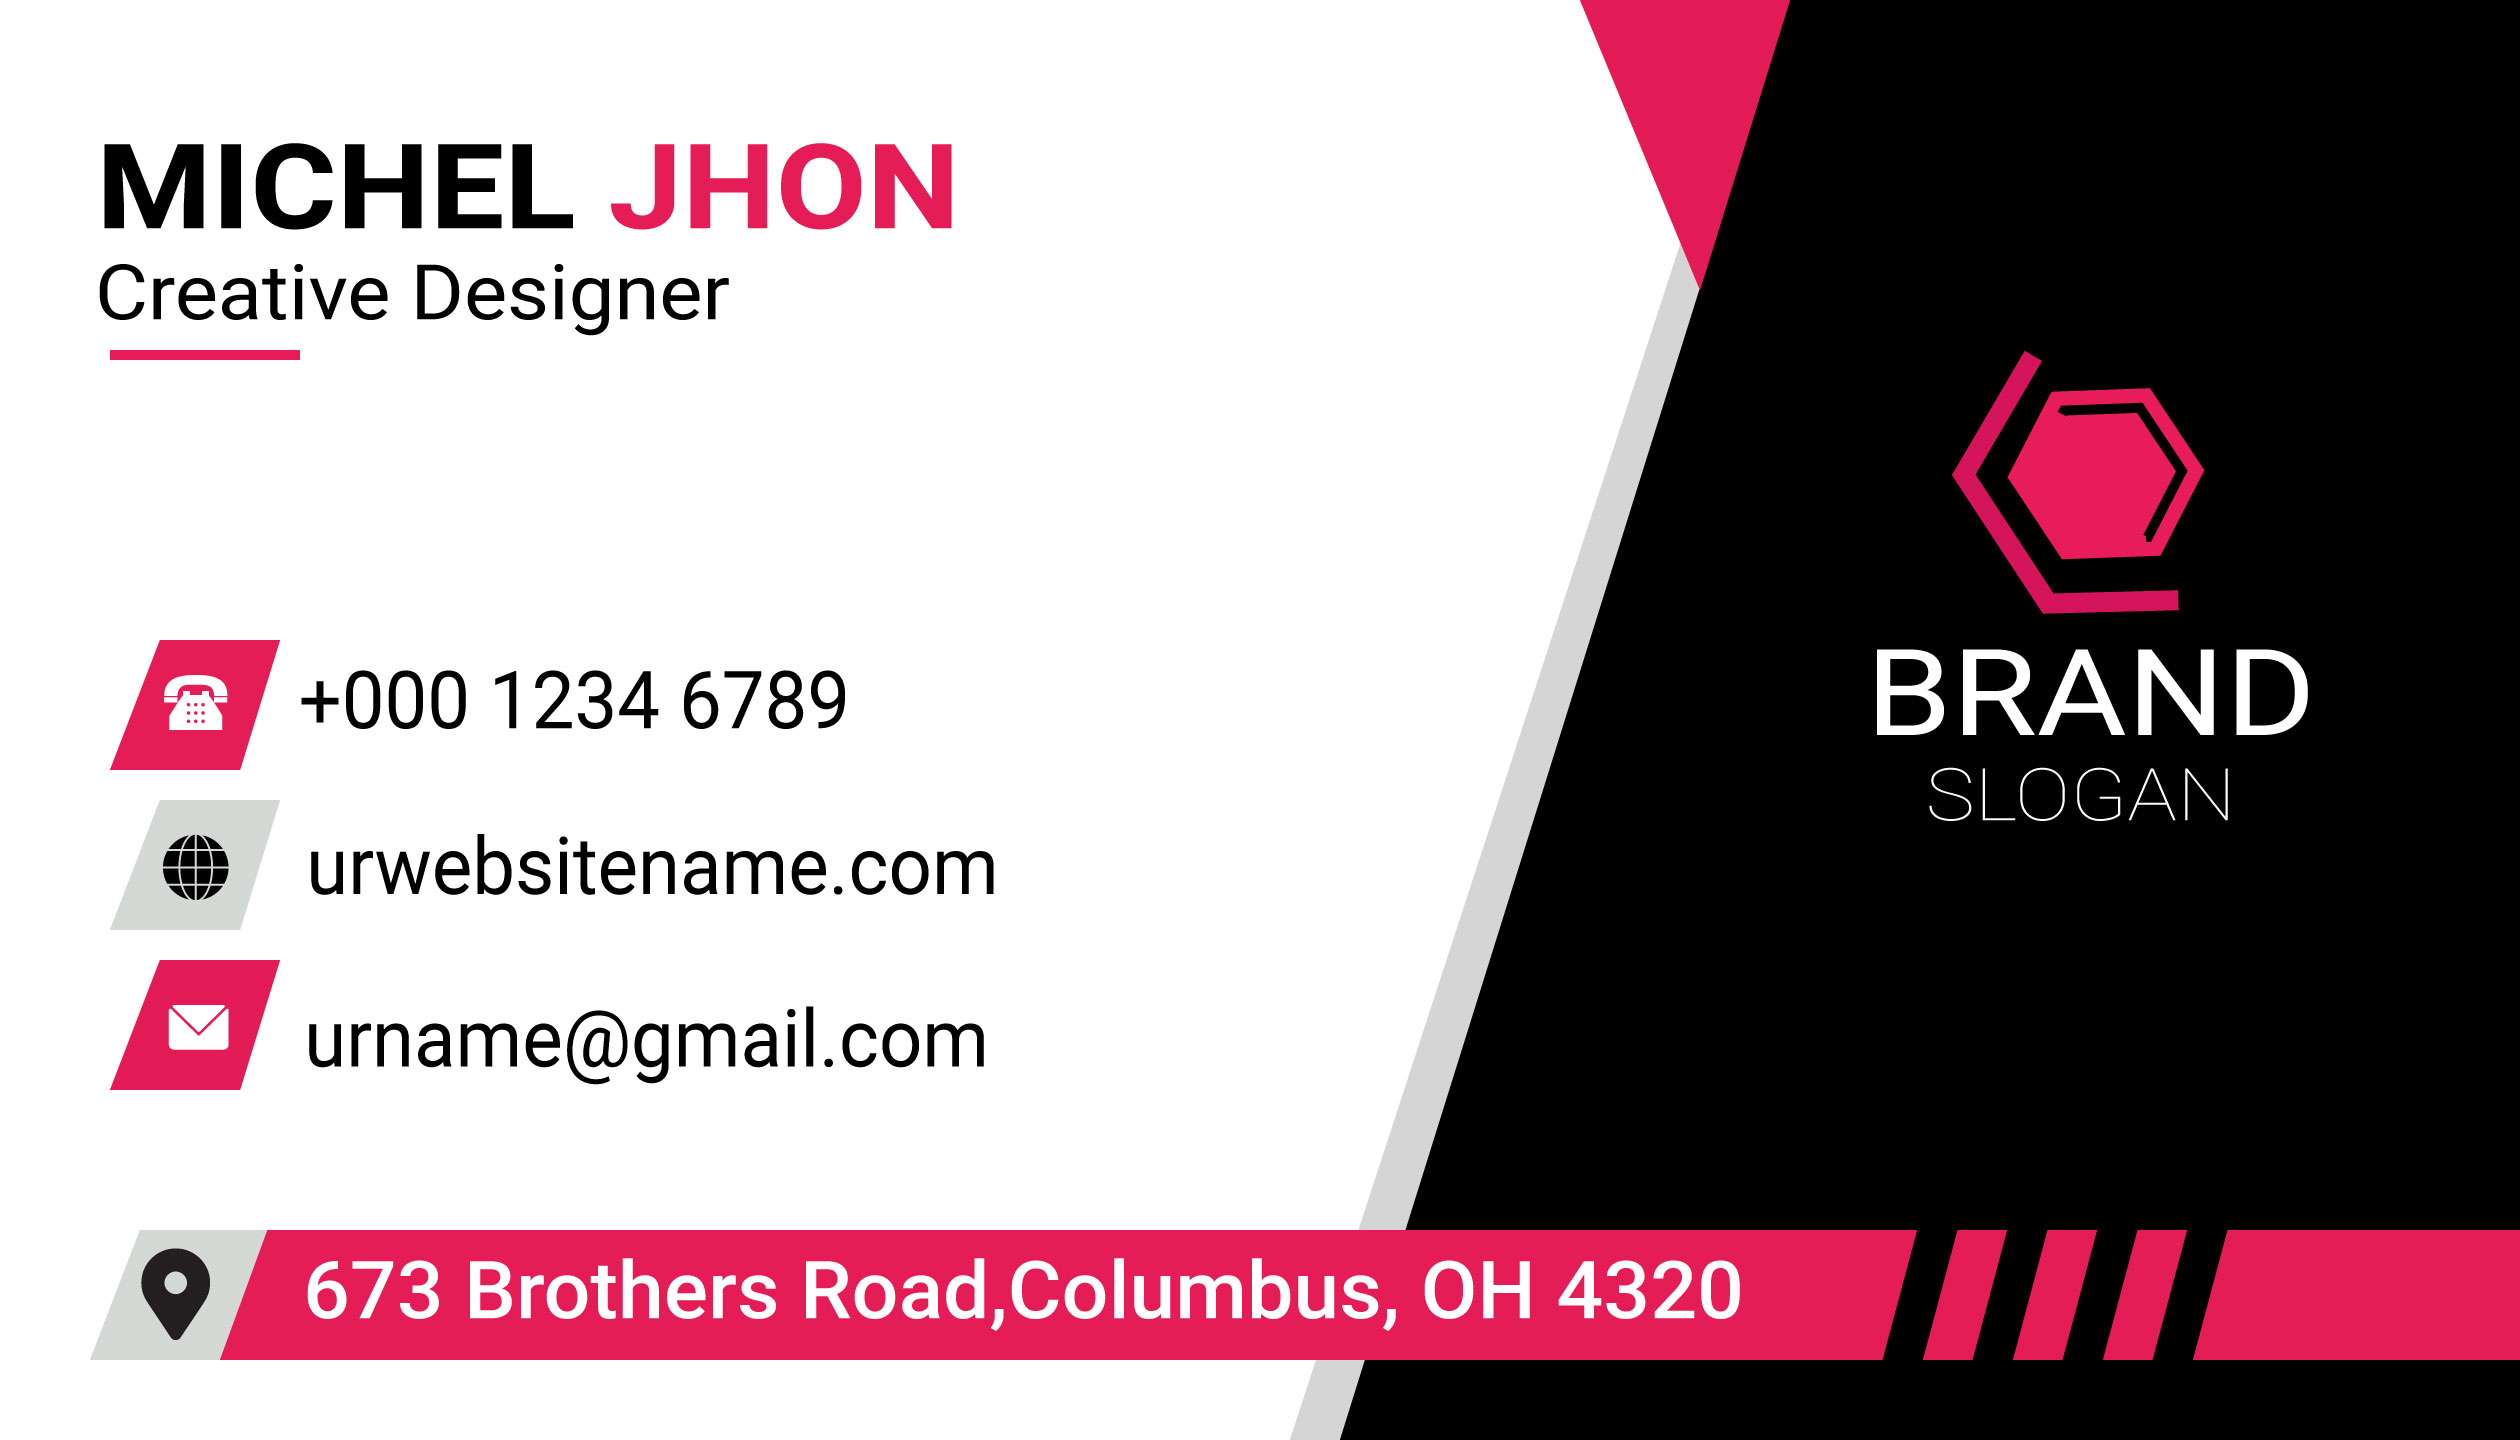 MICHEL JHON
Creative Designer
+000 1234 6789
urwebsitename.com
urname@gmail.com
BRAND
SLOGAN
673 Brothers Road,Columbus, OH 4320